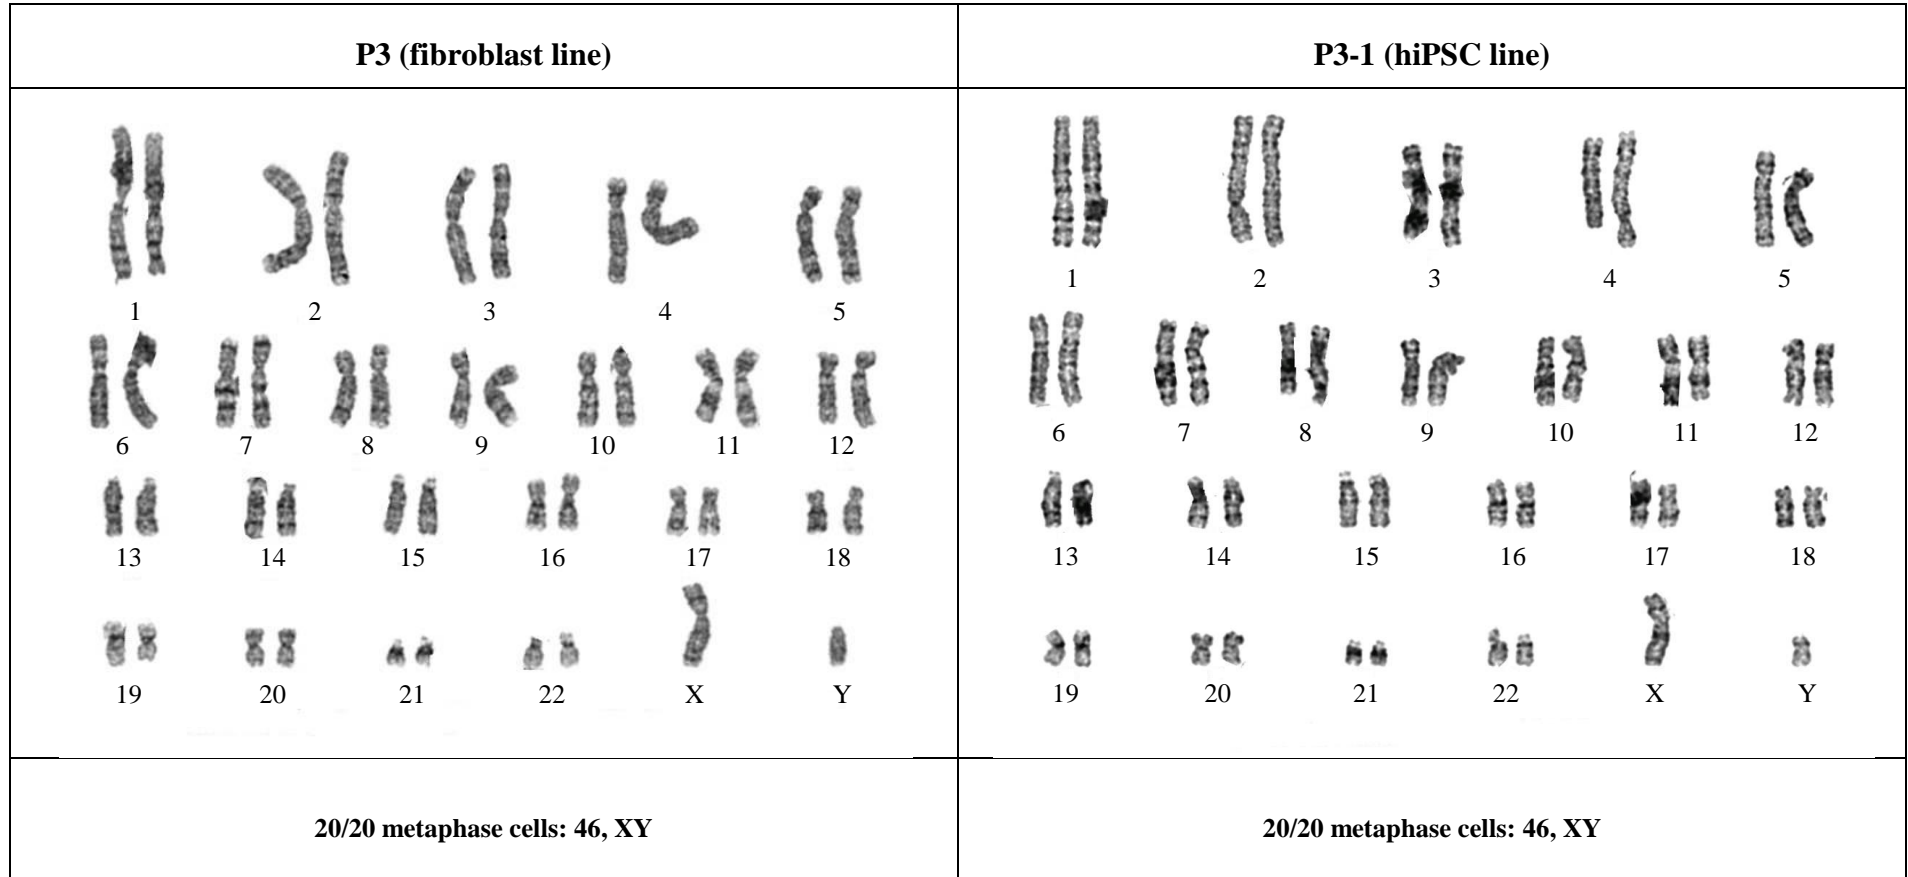 P3 (fibroblast line)
P3-1 (hiPSC line)
1 2 3 4 5
6 7 8 9 10 11 12
13 14 15 16 17 18
19 20 21 22 X Y
1 2 3 4 5
6 7 8 9 10 11 12
13 14 15 16 17 18
19 20 21 22 X Y
20/20 metaphase cells: 46, XY
20/20 metaphase cells: 46, XY